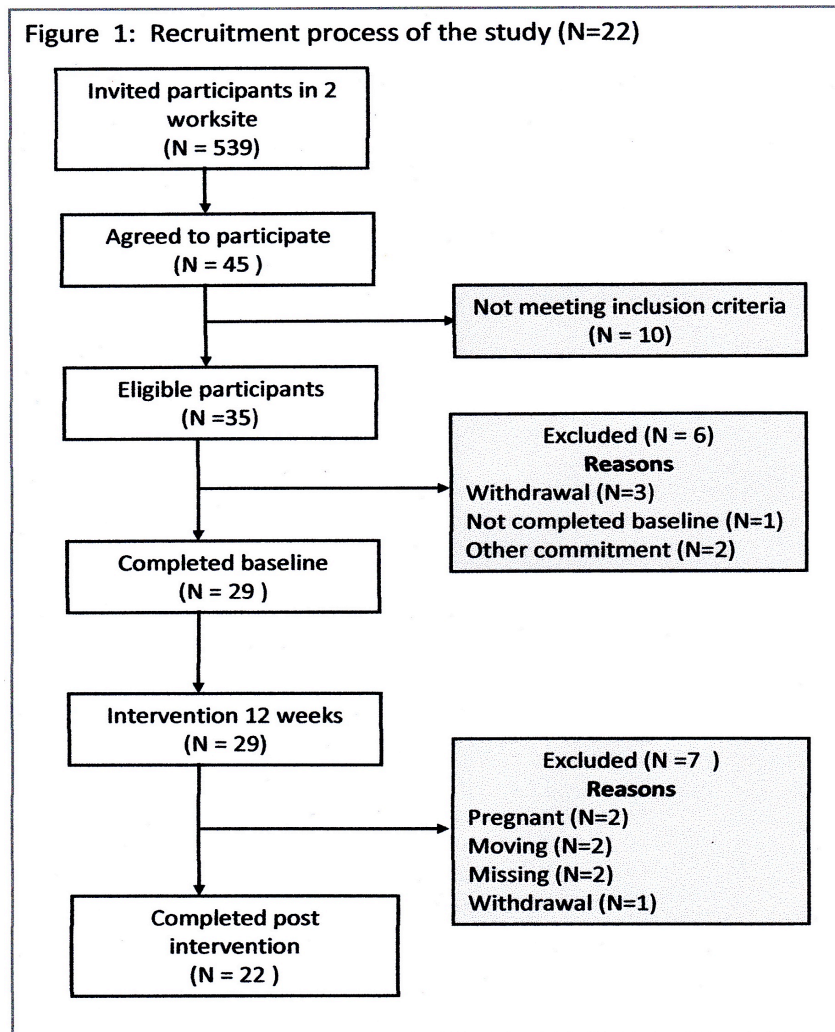 Figure 1: Recruitment process of the study (N=22)
Invited participants in 2
worksite
(N = 539)
Agreed to participate
(N = 45 )
Not meeting inclusion criteria
(N = 10)
Eligible participants
(N =35)
Excluded (N = 6)
Reasons
Withdrawal (N=3)
Not completed baseline (N=1)
Other commitment (N=2)
Completed baseline
(N = 29 )
Intervention 12 weeks
(N = 29)
Excluded (N =7 )
Reasons
Pregnant (N=2)
Moving (N=2)
Missing (N=2)
Withdrawal (N=1)
Completed post
intervention
(N = 22 )